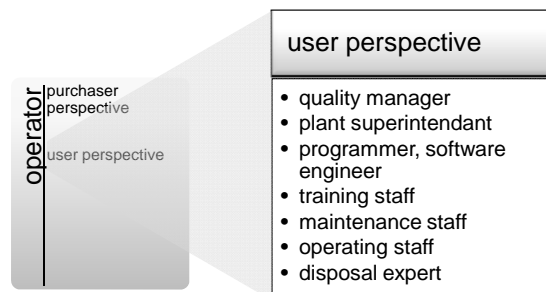 operator
purchaser
perspective
user perspective
user perspective
• quality manager
• plant superintendant
• programmer, software
engineer
• training staff
• maintenance staff
• operating staff
• disposal expert